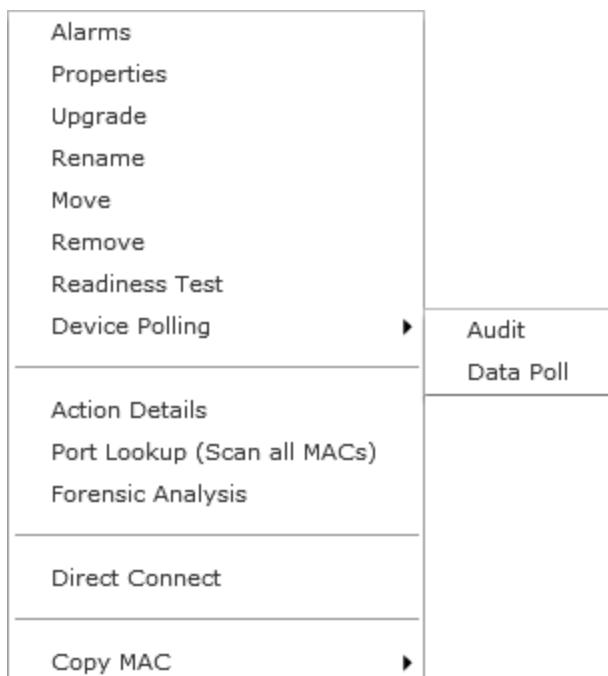 Alarms
Properties
Upgrade
Rename
Move
Remove
Readiness Test
Device Polling
Audit
Data Poll
Action Details
Port Lookup (Scan all MACs)
Forensic Analysis
Direct Connect
Copy MAC